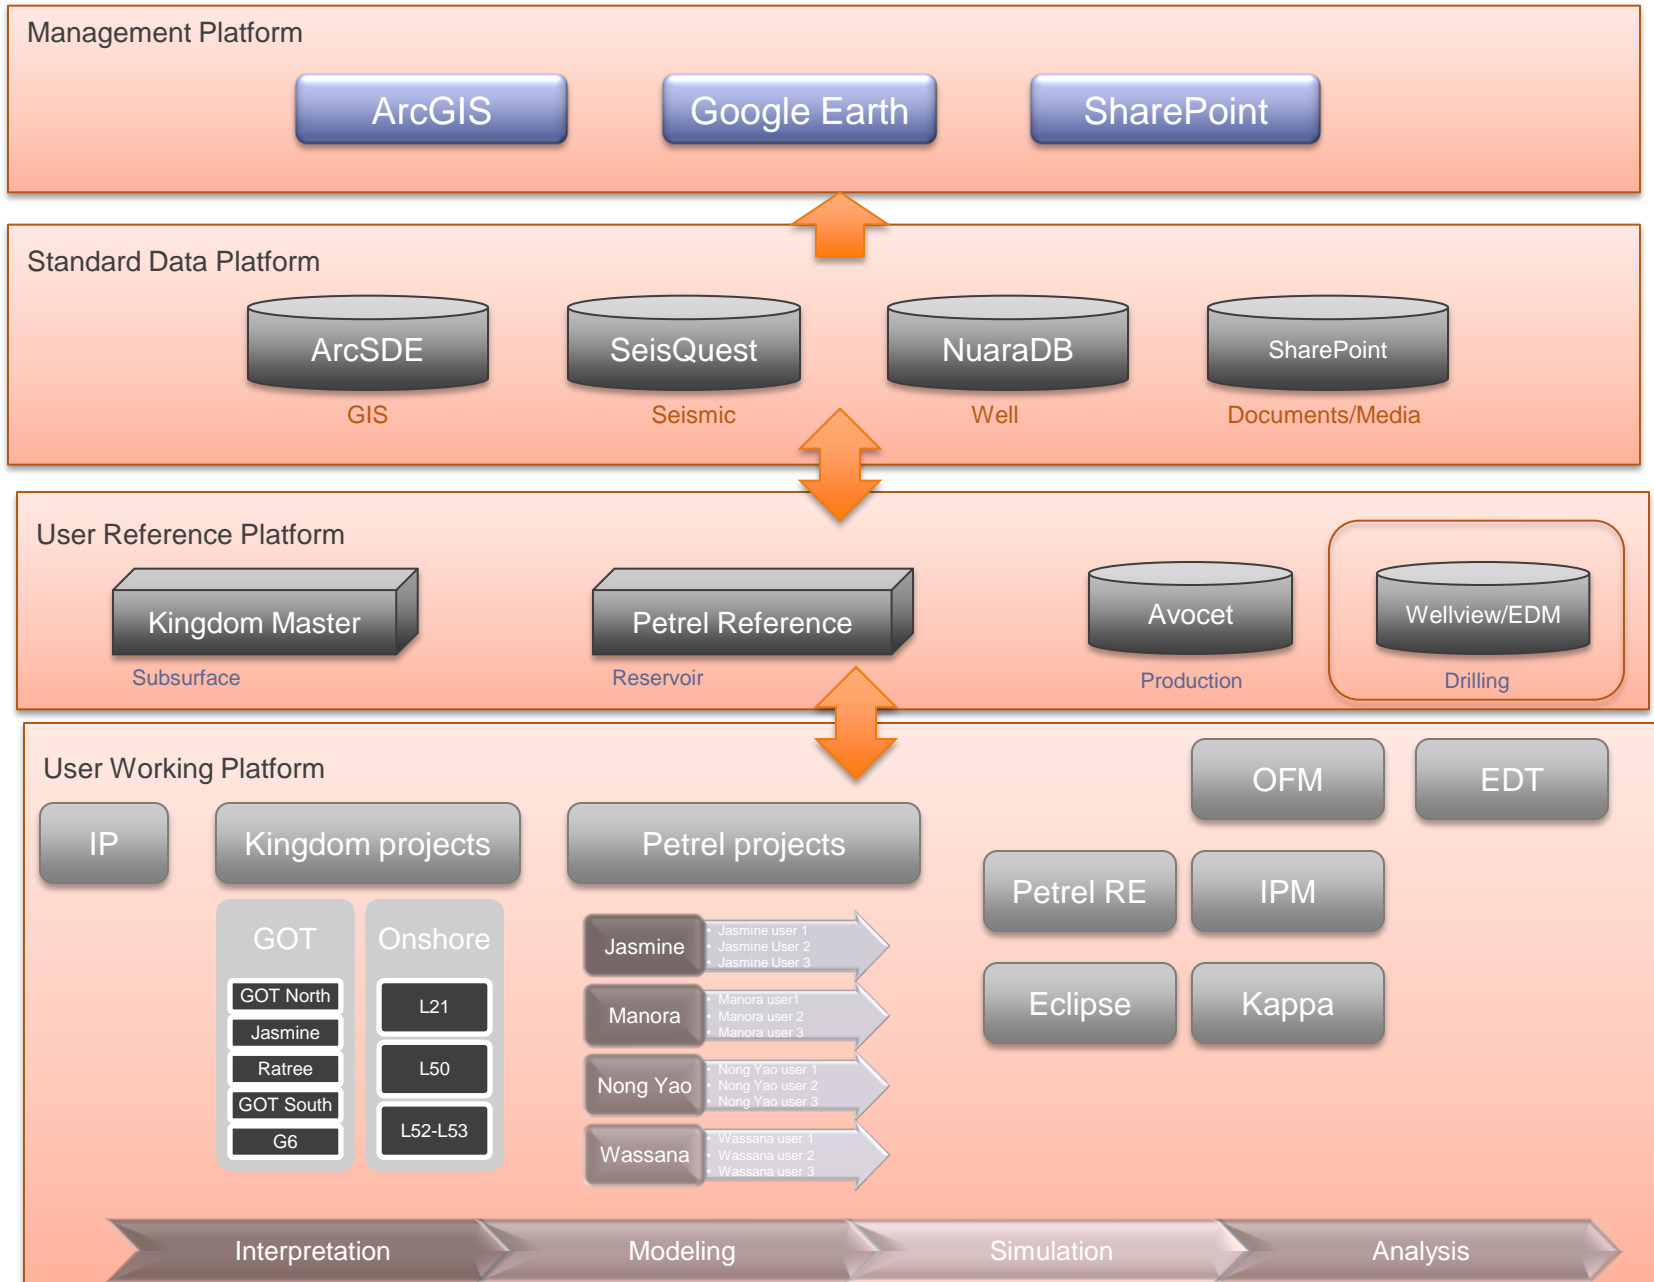 Management Platform
ArcGIS
Google Earth
SharePoint
Standard Data Platform
ArcSDE
SeisQuest
NuaraDB
SharePoint
GIS
Seismic
Well
Documents/Media
User Reference Platform
Kingdom Master
Petrel Reference
Avocet
Wellview/EDM
Subsurface
Reservoir
Production
Drilling
User Working Platform
OFM
EDT
IP
Kingdom projects
Petrel projects
Petrel RE
IPM
Eclipse
Kappa
GOT
GOT North
Jasmine
Ratree
GOT South
G6
Onshore
L21
L50
L52-L53
Jasmine
• Jasmine user 1
• Jasmine User 2
• Jasmine User 3
Manora
• Manora user1
• Manora user 2
• Manora user 3
Nong Yao
• Nong Yao user 1
• Nong Yao user 2
• Nong Yao user 3
Wassana
• Wassana user 1
• Wassana user 2
• Wassana user 3
Interpretation
Modeling
Simulation
Analysis